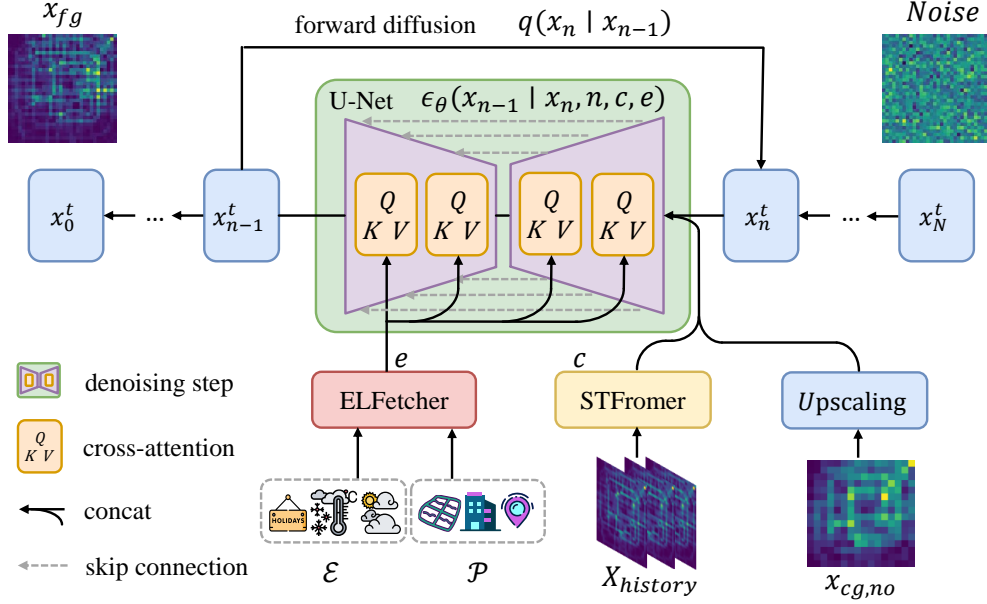 x_{fg}
forward diffusion q(x_n | x_{n-1})
Noise
U-Net ϵ_θ(x_{n-1} | x_n, n, c, e)
x_0^t
...
x_{n-1}^t
Q
K V
Q
K V
Q
K V
Q
K V
x_n^t
...
x_N^t
e
c
denoising step
ELFetcher
STFromer
Upscaling
Q
K V
cross-attention
concat
HOLIDAYS
°C
skip connection
ℰ
𝒫
X_{history}
x_{cg,no}